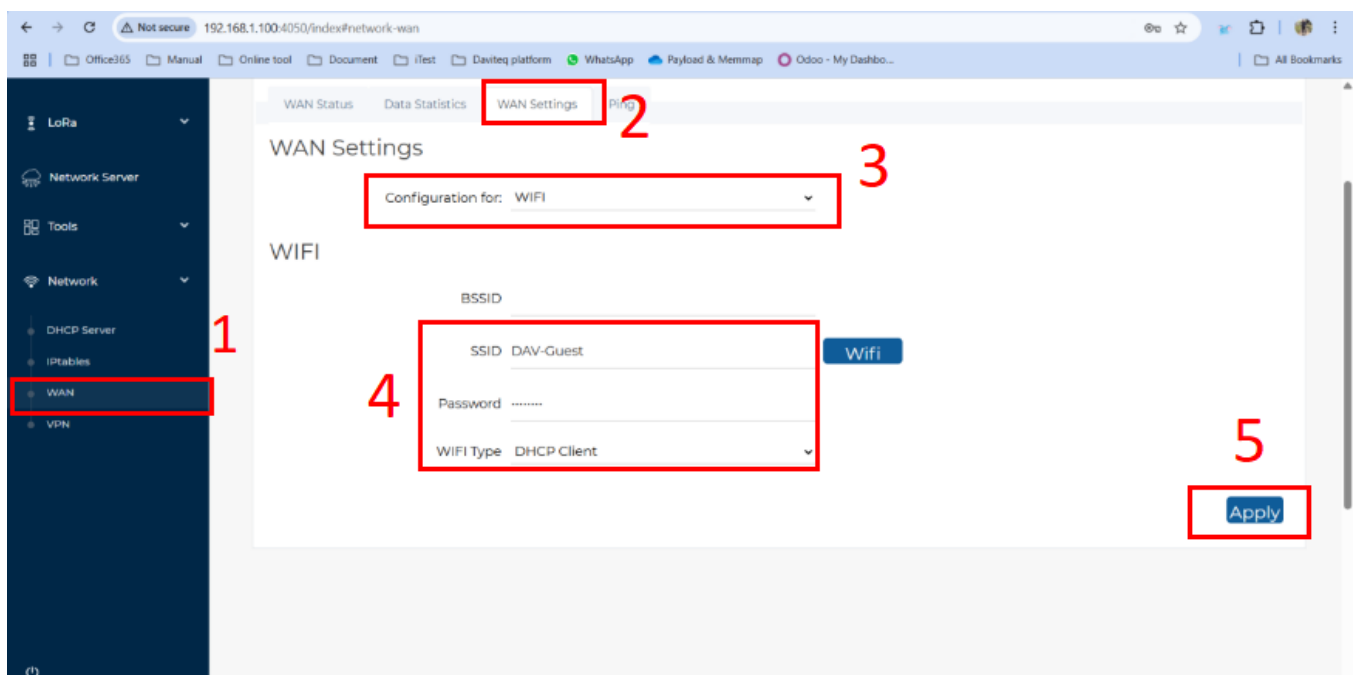 Not secure 192.168.1.100:4050/index#network-wan
Office365 Manual Online tool Document iTest Daviteq platform WhatsApp Payload & Memmap Odoo - My Dashbo... All Bookmarks
WAN Status Data Statistics WAN Settings Ping
2
LoRa
WAN Settings
3
Network Server
Configuration for: WIFI
Tools
WIFI
Network
BSSID
DHCP Server
1
SSID DAV-Guest Wifi
IPtables
4
WAN
Password ········
VPN
5
WIFI Type DHCP Client
Apply